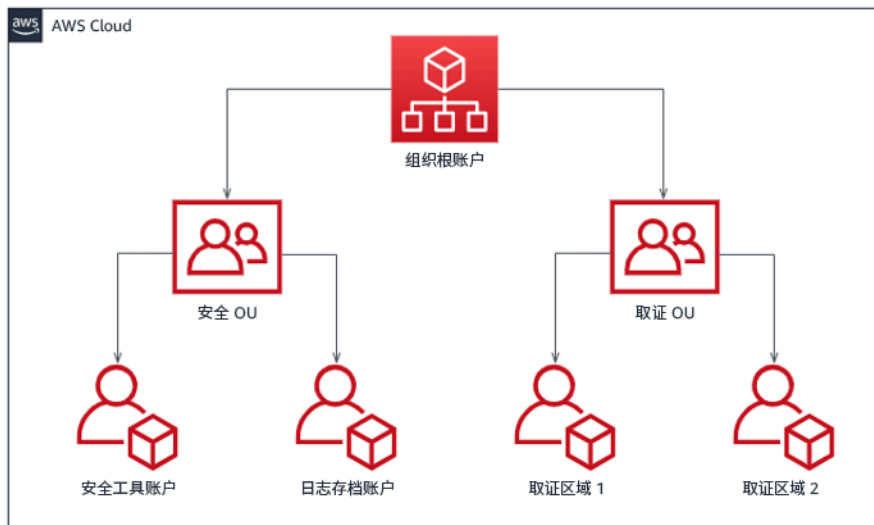 aws
AWS Cloud
组织根账户
安全 OU
取证 OU
安全工具账户
日志存档账户
取证区域 1
取证区域 2